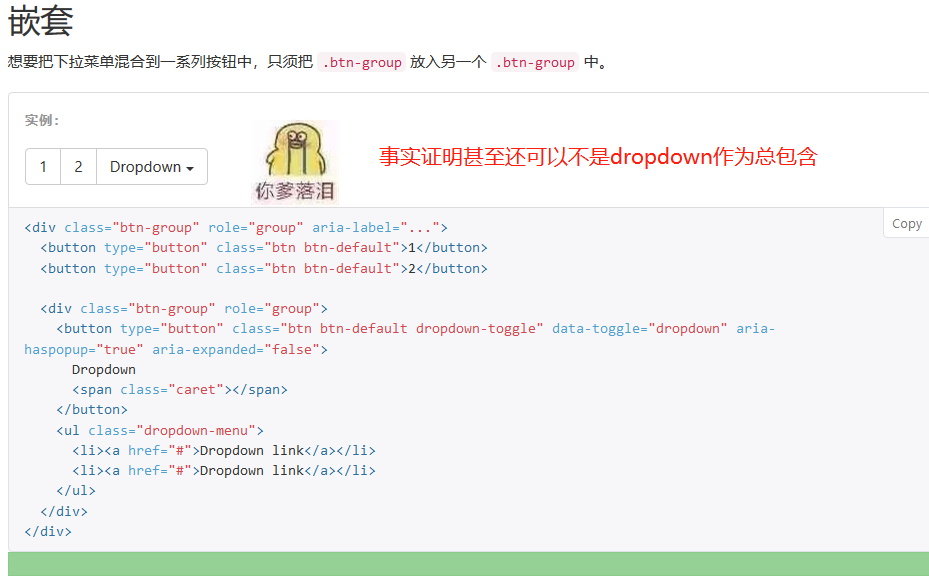 嵌套
想要把下拉菜单混合到一系列按钮中，只须把 .btn-group 放入另一个 .btn-group 中。
实例：
1 2 Dropdown
你爹落泪
事实证明甚至还可以不是dropdown作为总包含
Copy
<div class="btn-group" role="group" aria-label="...">
  <button type="button" class="btn btn-default">1</button>
  <button type="button" class="btn btn-default">2</button>

  <div class="btn-group" role="group">
    <button type="button" class="btn btn-default dropdown-toggle" data-toggle="dropdown" aria-
haspopup="true" aria-expanded="false">
      Dropdown
      <span class="caret"></span>
    </button>
    <ul class="dropdown-menu">
      <li><a href="#">Dropdown link</a></li>
      <li><a href="#">Dropdown link</a></li>
    </ul>
  </div>
</div>